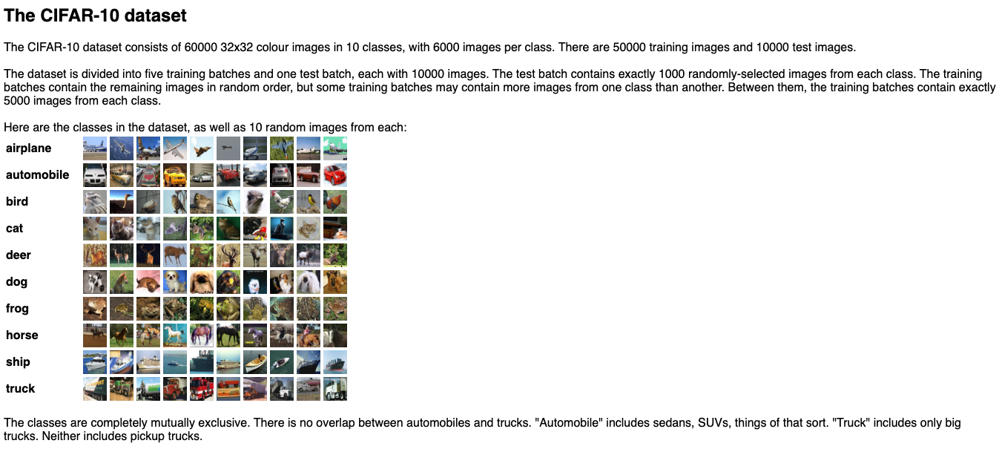 The CIFAR-10 dataset
The CIFAR-10 dataset consists of 60000 32x32 colour images in 10 classes, with 6000 images per class. There are 50000 training images and 10000 test images.
The dataset is divided into five training batches and one test batch, each with 10000 images. The test batch contains exactly 1000 randomly-selected images from each class. The training
batches contain the remaining images in random order, but some training batches may contain more images from one class than another. Between them, the training batches contain exactly
5000 images from each class.
Here are the classes in the dataset, as well as 10 random images from each:
airplane
automobile
bird
cat
deer
dog
frog
horse
ship
truck
The classes are completely mutually exclusive. There is no overlap between automobiles and trucks. "Automobile" includes sedans, SUVs, things of that sort. "Truck" includes only big
trucks. Neither includes pickup trucks.